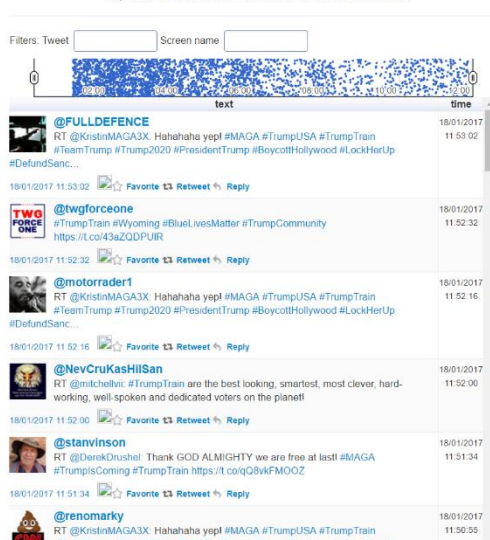 Filters: Tweet Screen name
02:00 04:00 06:00 08:00 10:00 12:00
text time
@FULLDEFENCE 18/01/2017
RT @KristinMAGA3X: Hahahaha yep! #MAGA #TrumpUSA #TrumpTrain 11:53:02
#TeamTrump #Trump2020 #PresidentTrump #BoycottHollywood #LockHerUp
#DefundSanc...
18/01/2017 11:53:02 Favorite Retweet Reply
TWG FORCE ONE
@twgforceone 18/01/2017
#TrumpTrain #Wyoming #BlueLivesMatter #TrumpCommunity 11:52:32
https://t.co/43aZQDPUIR
18/01/2017 11:52:32 Favorite Retweet Reply
@motorrader1 18/01/2017
RT @KristinMAGA3X: Hahahaha yep! #MAGA #TrumpUSA #TrumpTrain 11:52:16
#TeamTrump #Trump2020 #PresidentTrump #BoycottHollywood #LockHerUp
#DefundSanc...
18/01/2017 11:52:16 Favorite Retweet Reply
@NevCruKasHilSan 18/01/2017
RT @mitchellvii: #TrumpTrain are the best looking, smartest, most clever, hard- 11:52:00
working, well-spoken and dedicated voters on the planet!
18/01/2017 11:52:00 Favorite Retweet Reply
@stanvinson 18/01/2017
RT @DerekDrushel: Thank GOD ALMIGHTY we are free at last! #MAGA 11:51:34
#TrumpIsComing #TrumpTrain https://t.co/qQ8vkFMOOZ
18/01/2017 11:51:34 Favorite Retweet Reply
@renomarky 18/01/2017
RT @KristinMAGA3X: Hahahaha yep! #MAGA #TrumpUSA #TrumpTrain 11:50:55